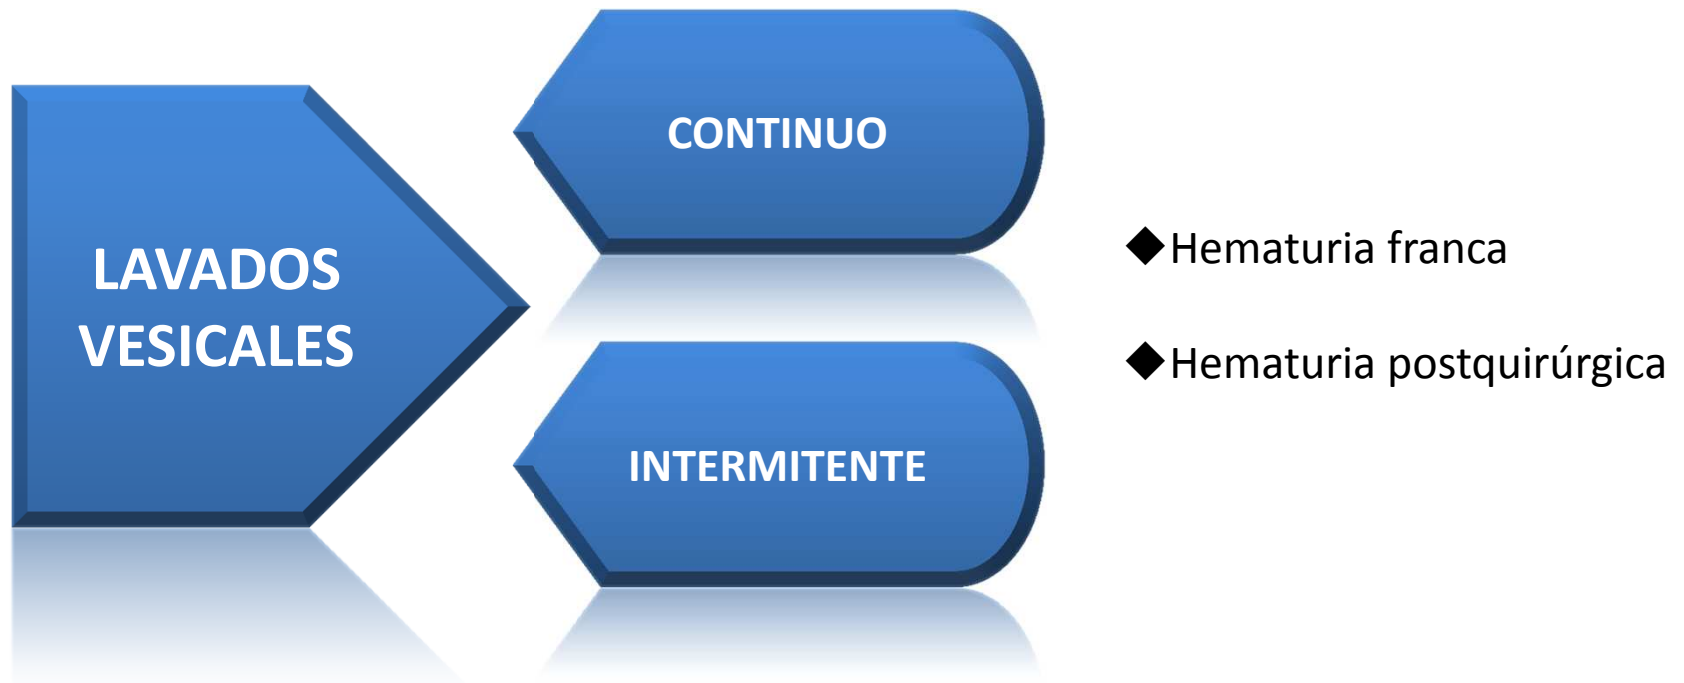 LAVADOS
VESICALES
CONTINUO
INTERMITENTE
◆Hematuria franca
◆Hematuria postquirúrgica